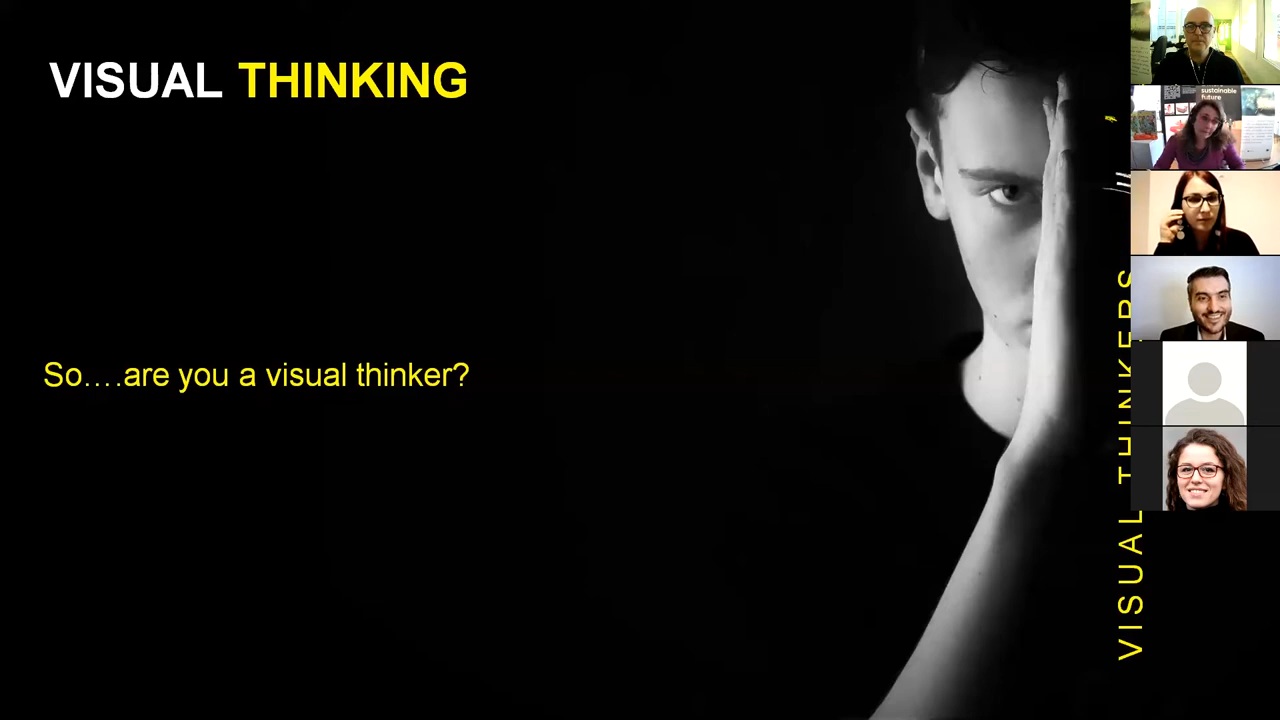 VISUAL THINKING
So….are you a visual thinker?
VISUAL THINKERS
sustainable
future